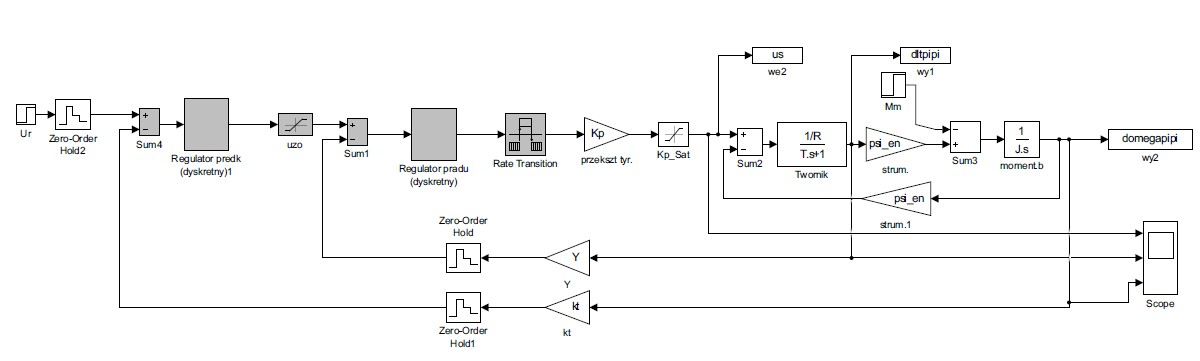 us
we2
dltpipi
wy1
Mm
Ur
Zero-Order
Hold2
+
−
Sum4
Regulator predk
(dyskretny)1
uzo
+
−
Sum1
Regulator pradu
(dyskretny)
Rate Transition
Kp
przekszt tyr.
Kp_Sat
+
−
Sum2
1/R
T.s+1
Twornik
psi_en
strum.
−
+
Sum3
1
J.s
moment.b
domegapipi
wy2
psi_en
strum.1
Zero-Order
Hold
Y
Y
Scope
kt
kt
Zero-Order
Hold1